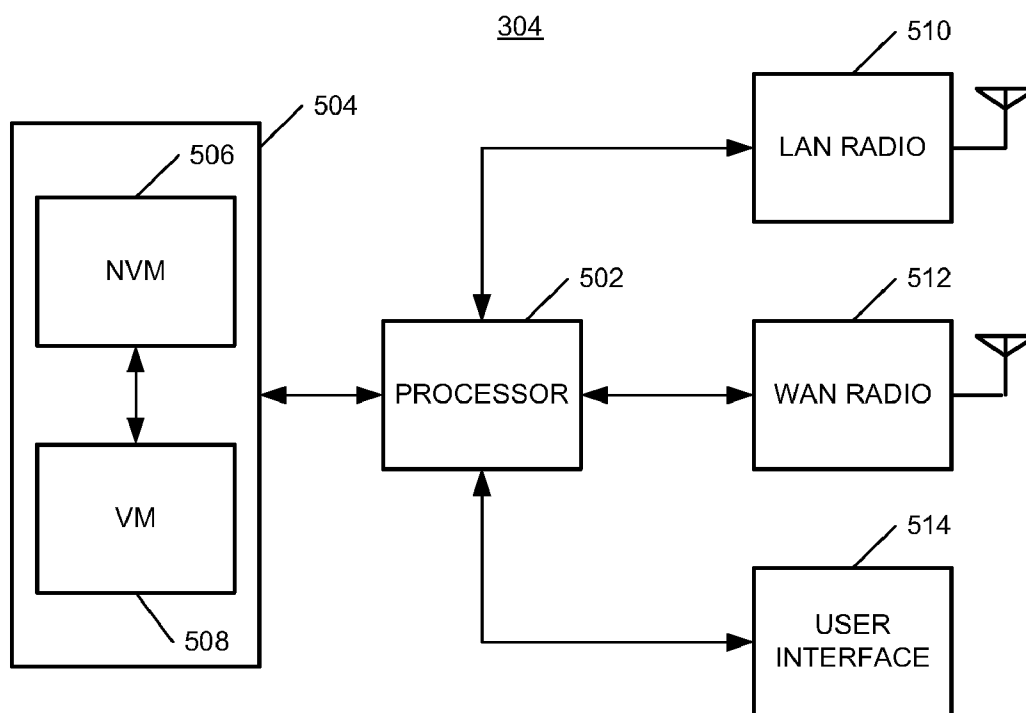 304
510
504
LAN RADIO
506
NVM
502
512
PROCESSOR
WAN RADIO
VM
514
508
USER
INTERFACE